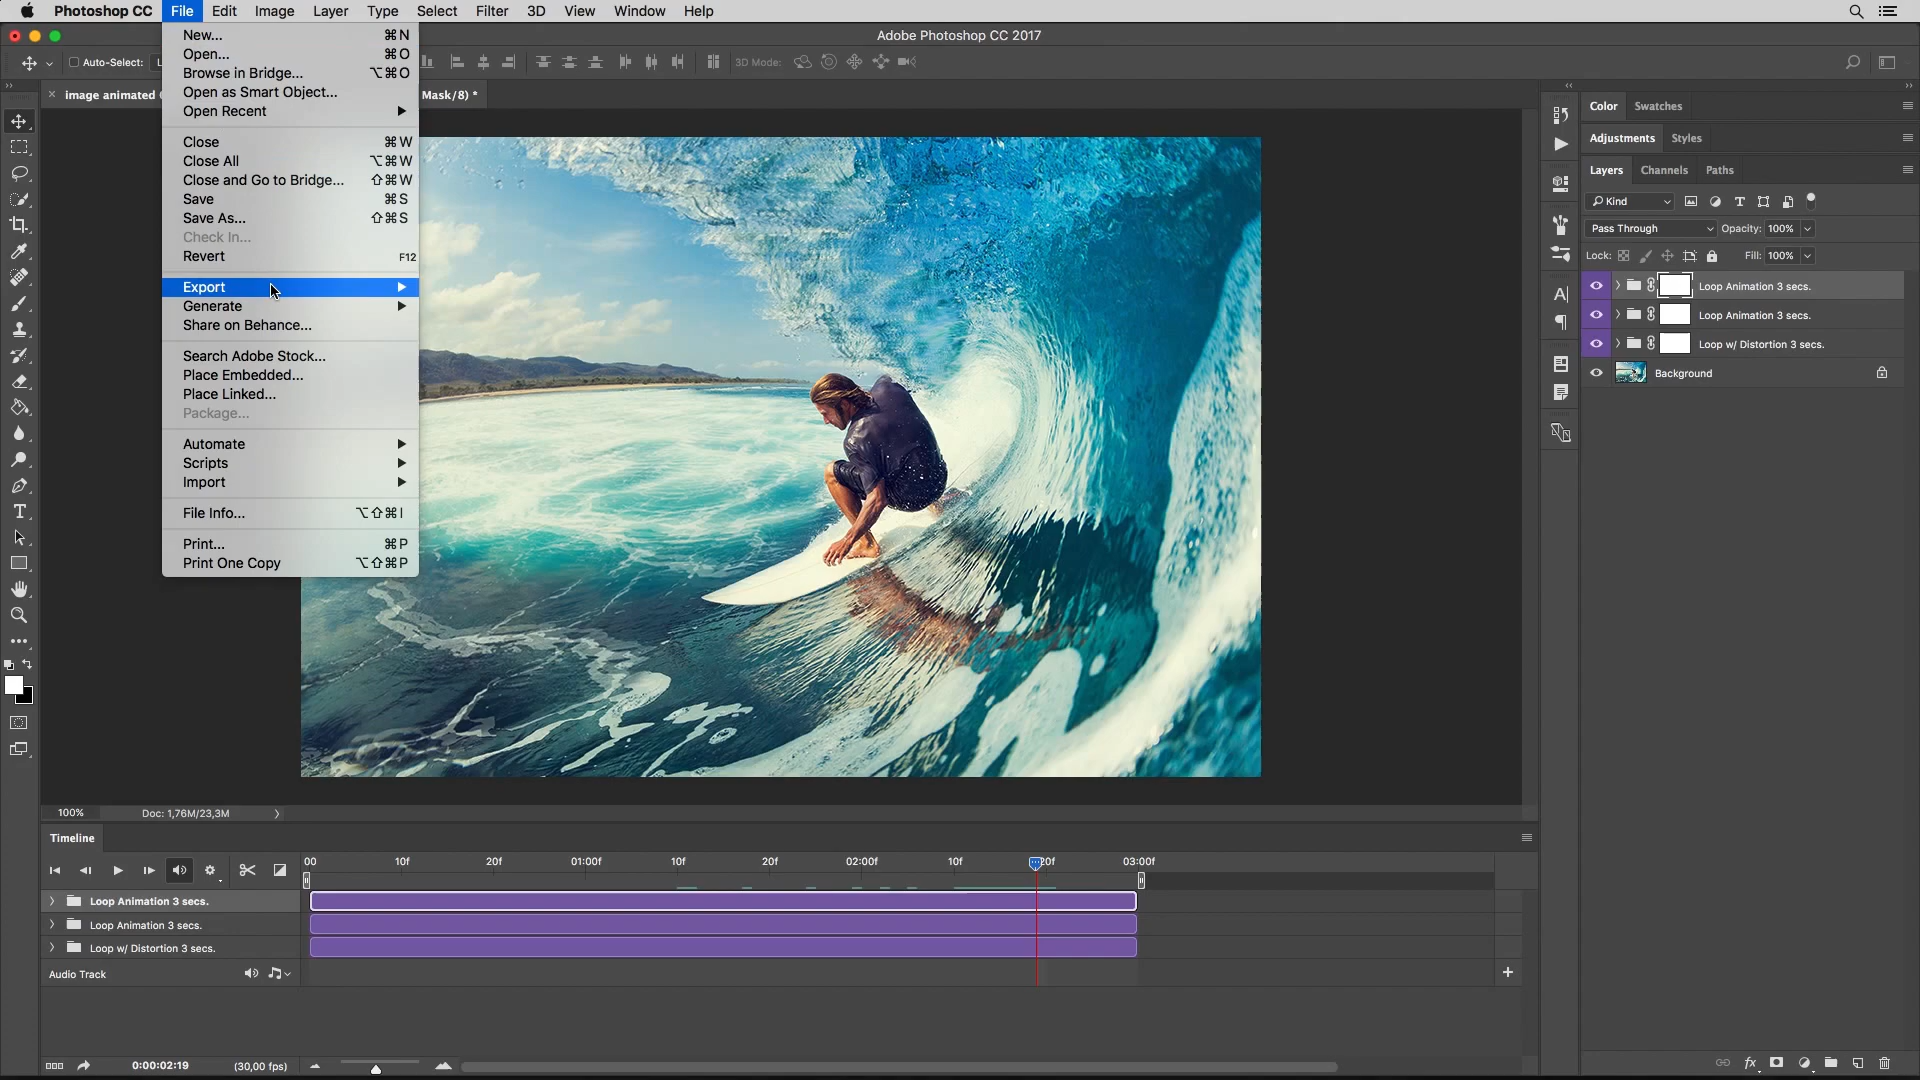 Photoshop CC File Edit Image Layer Type Select Filter 3D View Window Help
Adobe Photoshop CC 2017
Auto-Select: L
3D Mode:
image animated
Mask/8) *
New... ⌘N
Open... ⌘O
Browse in Bridge... ⌥⌘O
Open as Smart Object...
Open Recent
Close ⌘W
Close All ⌥⌘W
Close and Go to Bridge... ⇧⌘W
Save ⌘S
Save As... ⇧⌘S
Check In...
Revert F12
Export
Generate
Share on Behance...
Search Adobe Stock...
Place Embedded...
Place Linked...
Package...
Automate
Scripts
Import
File Info... ⌥⇧⌘I
Print... ⌘P
Print One Copy ⌥⇧⌘P
Color Swatches
Adjustments Styles
Layers Channels Paths
Kind
Pass Through Opacity: 100%
Lock: Fill: 100%
Loop Animation 3 secs.
Loop Animation 3 secs.
Loop w/ Distortion 3 secs.
Background
100% Doc: 1,76M/23,3M
Timeline
00 10f 20f 01:00f 10f 20f 02:00f 10f 20f 03:00f
Loop Animation 3 secs.
Loop Animation 3 secs.
Loop w/ Distortion 3 secs.
Audio Track
0:00:02:19 (30,00 fps)